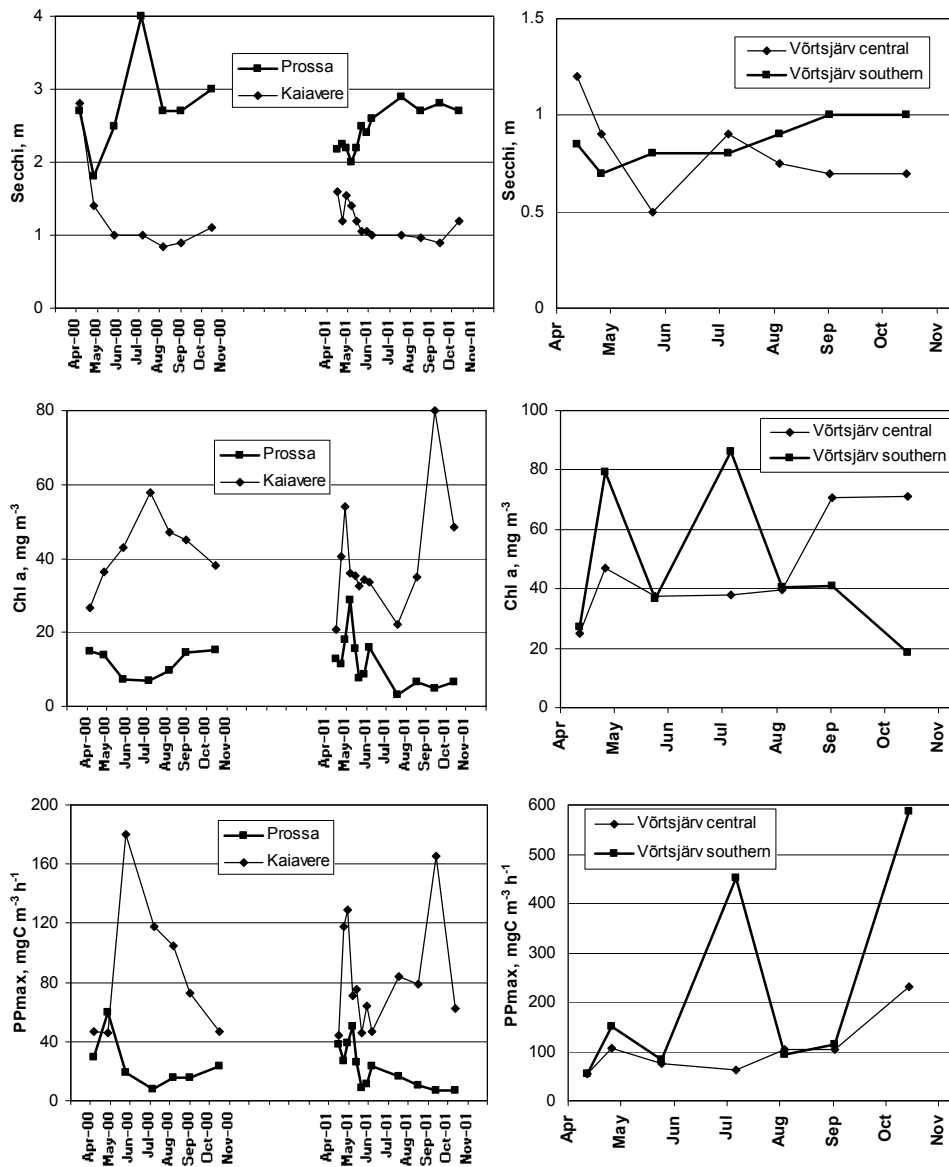 Secchi, m
4
3
2
1
0
Prossa
Kaiavere
Apr-00
May-00
Jun-00
Jul-00
Aug-00
Sep-00
Oct-00
Nov-00
Apr-01
May-01
Jun-01
Jul-01
Aug-01
Sep-01
Oct-01
Nov-01
Secchi, m
1.5
1
0.5
0
Võrtsjärv central
Võrtsjärv southern
Apr
May
Jun
Jul
Aug
Sep
Oct
Nov
Chl a, mg m-3
80
60
40
20
0
Prossa
Kaiavere
Apr-00
May-00
Jun-00
Jul-00
Aug-00
Sep-00
Oct-00
Nov-00
Apr-01
May-01
Jun-01
Jul-01
Aug-01
Sep-01
Oct-01
Nov-01
Chl a, mg m-3
100
80
60
40
20
0
Võrtsjärv central
Võrtsjärv southern
Apr
May
Jun
Jul
Aug
Sep
Oct
Nov
PPmax, mgC m-3 h-1
200
160
120
80
40
0
Prossa
Kaiavere
Apr-00
May-00
Jun-00
Jul-00
Aug-00
Sep-00
Oct-00
Nov-00
Apr-01
May-01
Jun-01
Jul-01
Aug-01
Sep-01
Oct-01
Nov-01
PPmax, mgC m-3 h-1
600
500
400
300
200
100
0
Võrtsjärv central
Võrtsjärv southern
Apr
May
Jun
Jul
Aug
Sep
Oct
Nov